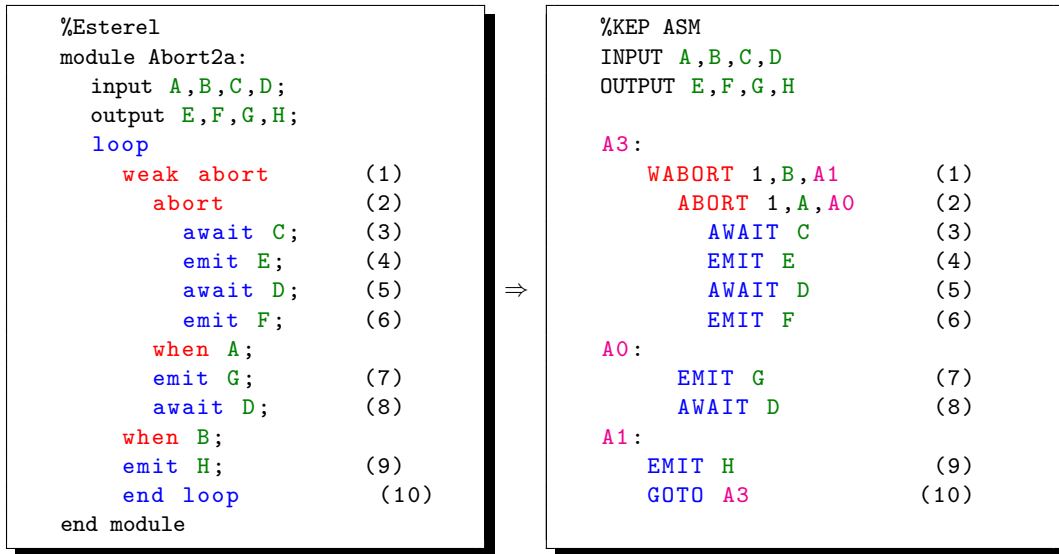 %Esterel
module Abort2a:
input A,B,C,D;
output E,F,G,H;
loop
weak abort (1)
abort (2)
await C; (3)
emit E; (4)
await D; (5)
emit F; (6)
when A;
emit G; (7)
await D; (8)
when B;
emit H; (9)
end loop (10)
end module
⇒
%KEP ASM
INPUT A,B,C,D
OUTPUT E,F,G,H
A3:
WABORT 1,B,A1 (1)
ABORT 1,A,A0 (2)
AWAIT C (3)
EMIT E (4)
AWAIT D (5)
EMIT F (6)
A0:
EMIT G (7)
AWAIT D (8)
A1:
EMIT H (9)
GOTO A3 (10)